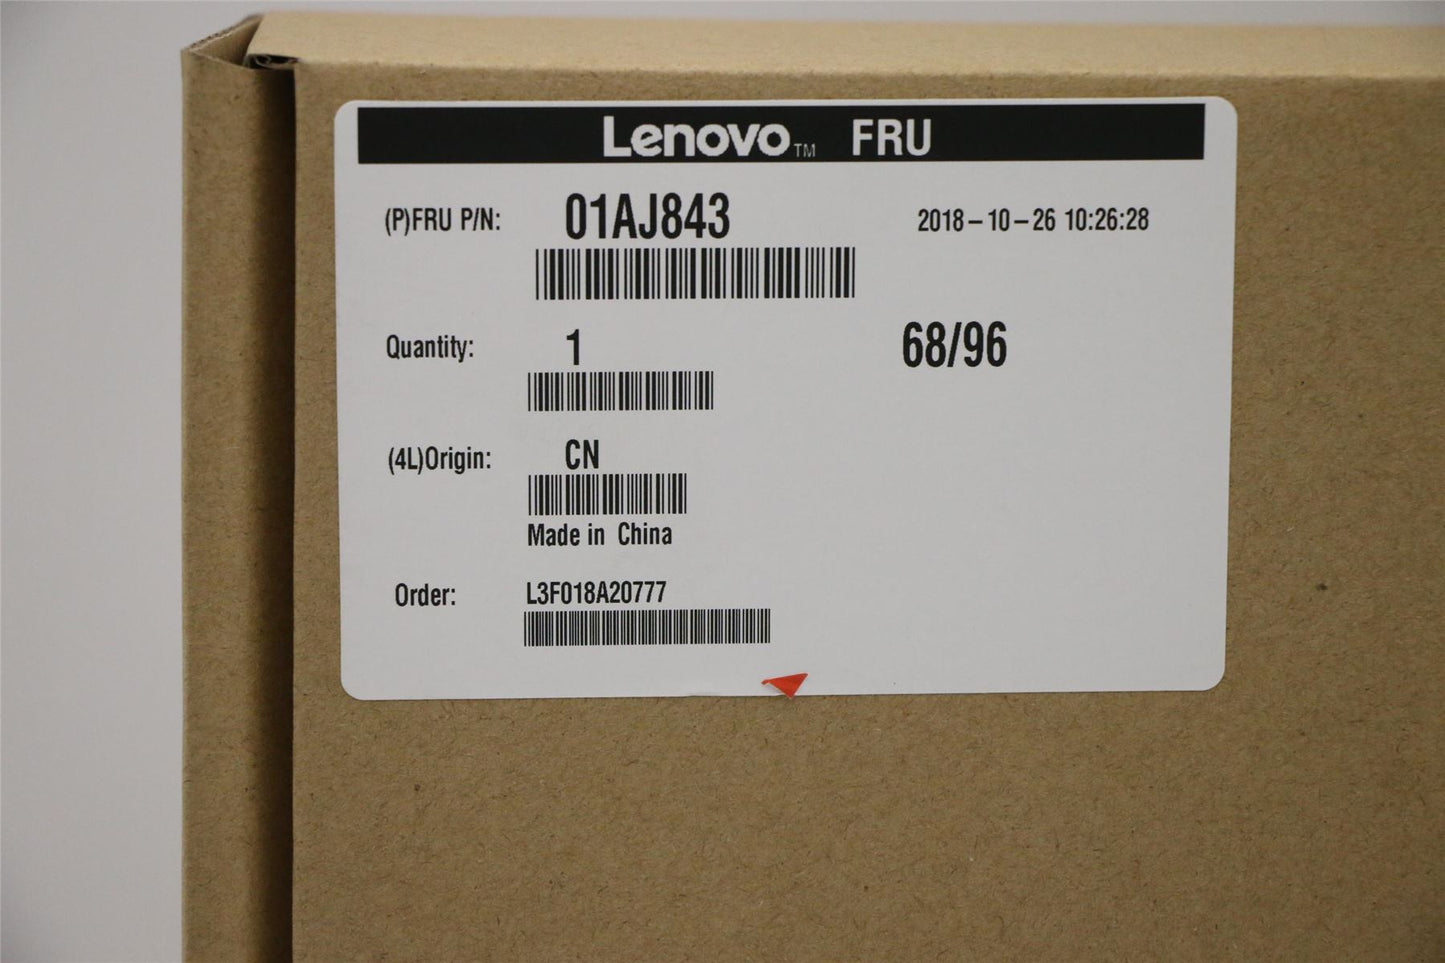 Lenovo™ FRU
(P)FRU P/N: 01AJ843 2018-10-26 10:26:28
Quantity: 1 68/96
(4L)Origin: CN
Made in China
Order: L3F018A20777